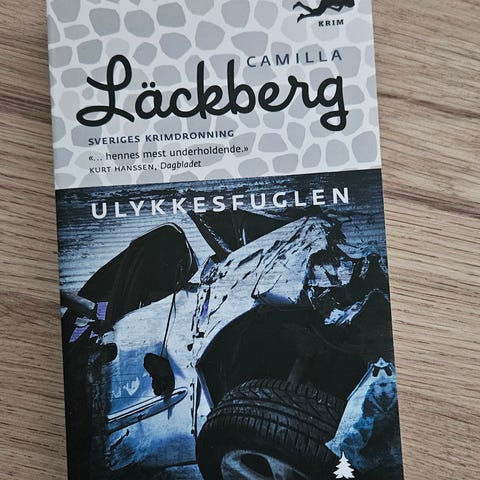 KRIM
CAMILLA
Läckberg
SVERIGES KRIMDRONNING
«... hennes mest underholdende.»
KURT HANSSEN, Dagbladet
ULYKKESFUGLEN